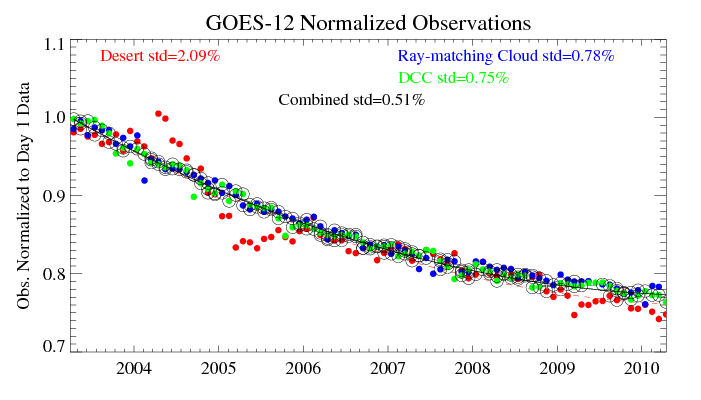 GOES-12 Normalized Observations
Desert std=2.09%
Ray-matching Cloud std=0.78%
DCC std=0.75%
Combined std=0.51%
Obs. Normalized to Day 1 Data
1.1
1.0
0.9
0.8
0.7
2004 2005 2006 2007 2008 2009 2010